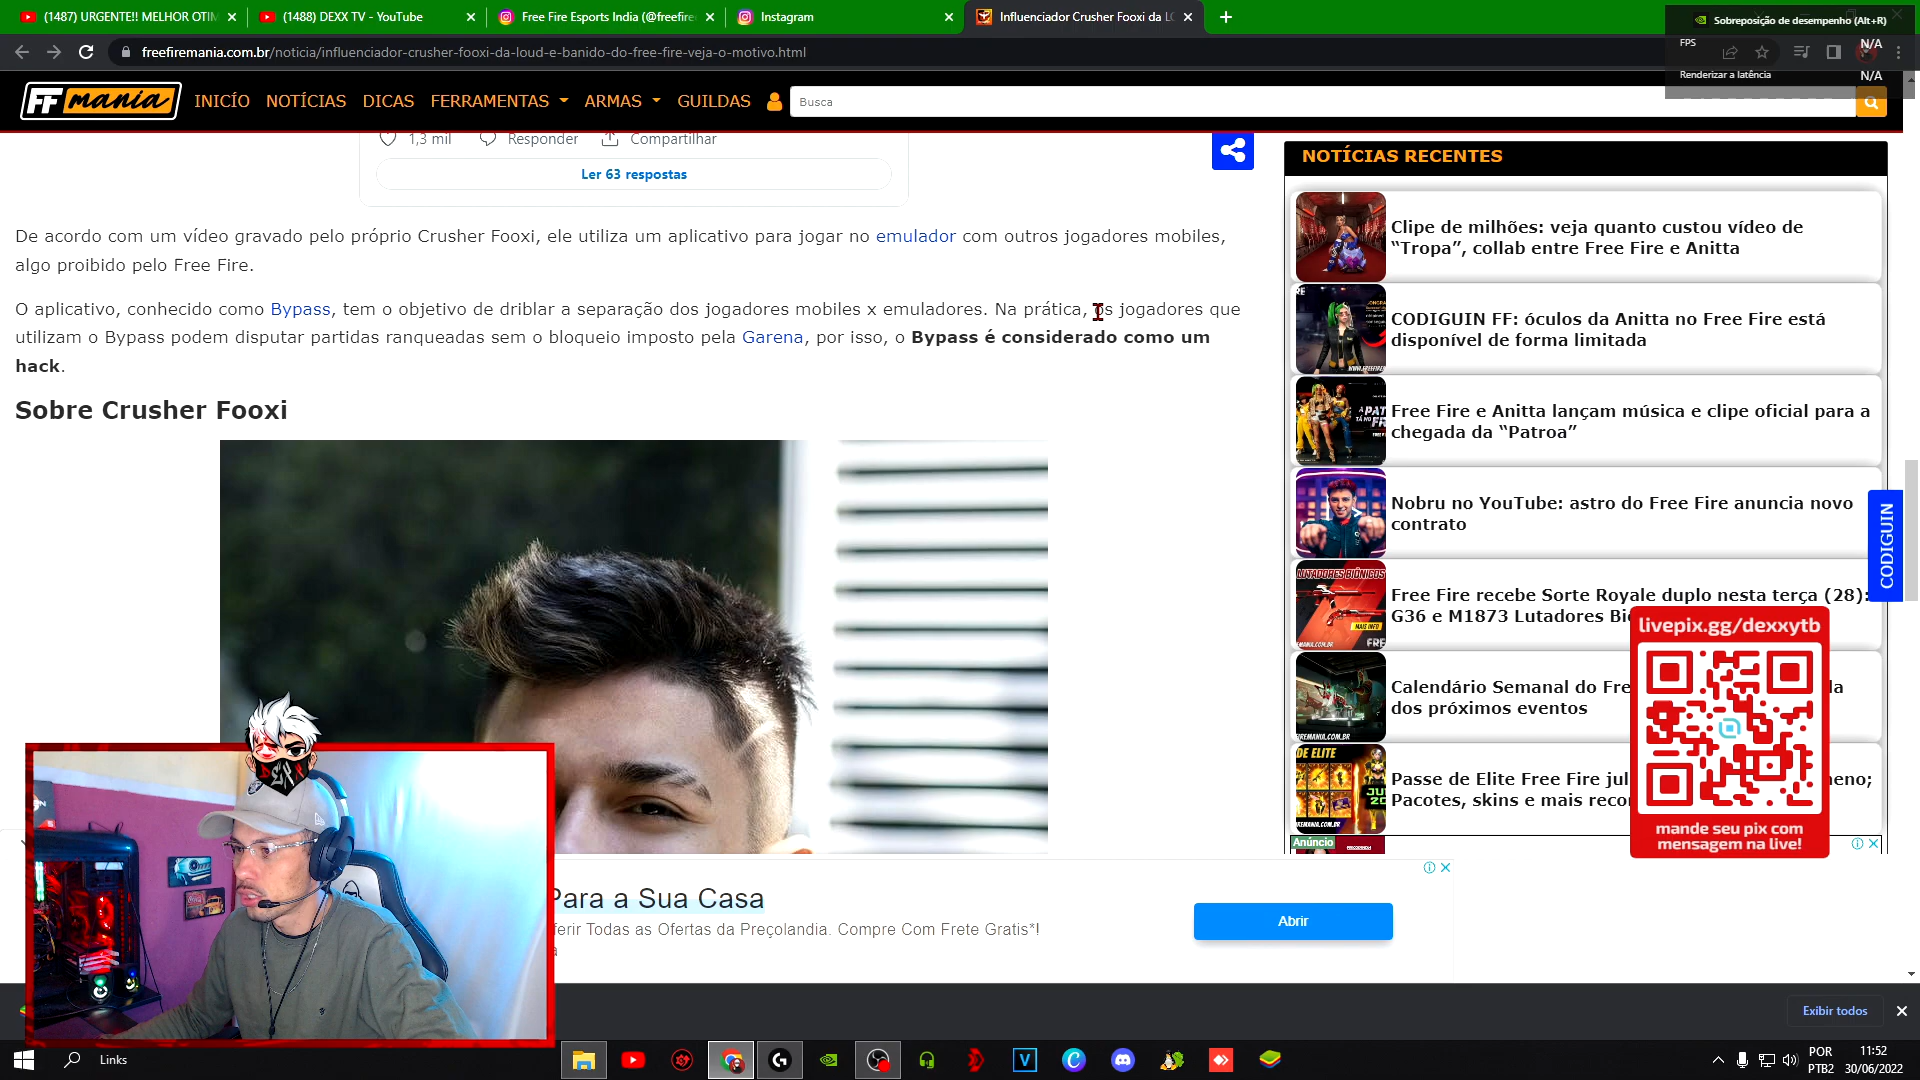 (1487) URGENTE!! MELHOR OTIM
(1488) DEXX TV - YouTube
Free Fire Esports India (@freefire
Instagram
Influenciador Crusher Fooxi da LO
Sobreposição de desempenho (Alt+R)
FPS
N/A
Renderizar a latência
N/A
freefiremania.com.br/noticia/influenciador-crusher-fooxi-da-loud-e-banido-do-free-fire-veja-o-motivo.html
FF mania
INICÍO
NOTÍCIAS
DICAS
FERRAMENTAS
ARMAS
GUILDAS
Busca
1,3 mil
Responder
Compartilhar
Ler 63 respostas
De acordo com um vídeo gravado pelo próprio Crusher Fooxi, ele utiliza um aplicativo para jogar no emulador com outros jogadores mobiles,
algo proibido pelo Free Fire.
O aplicativo, conhecido como Bypass, tem o objetivo de driblar a separação dos jogadores mobiles x emuladores. Na prática, os jogadores que
utilizam o Bypass podem disputar partidas ranqueadas sem o bloqueio imposto pela Garena, por isso, o Bypass é considerado como um
hack.
Sobre Crusher Fooxi
NOTÍCIAS RECENTES
Clipe de milhões: veja quanto custou vídeo de
“Tropa”, collab entre Free Fire e Anitta
CODIGUIN FF: óculos da Anitta no Free Fire está
disponível de forma limitada
Free Fire e Anitta lançam música e clipe oficial para a
chegada da “Patroa”
Nobru no YouTube: astro do Free Fire anuncia novo
contrato
LUTADORES BIÔNICOS
MAIS INFO
Free Fire recebe Sorte Royale duplo nesta terça (28):
G36 e M1873 Lutadores Bi
Calendário Semanal do Fre
da
dos próximos eventos
DE ELITE
Passe de Elite Free Fire jul
eno;
Pacotes, skins e mais reco
CODIGUIN
livepix.gg/dexxytb
mande seu pix com
mensagem na live!
Anúncio
DEXX
Para a Sua Casa
ferir Todas as Ofertas da Preçolandia. Compre Com Frete Gratis*!
Abrir
Exibir todos
Links
POR
PTB2
11:52
30/06/2022